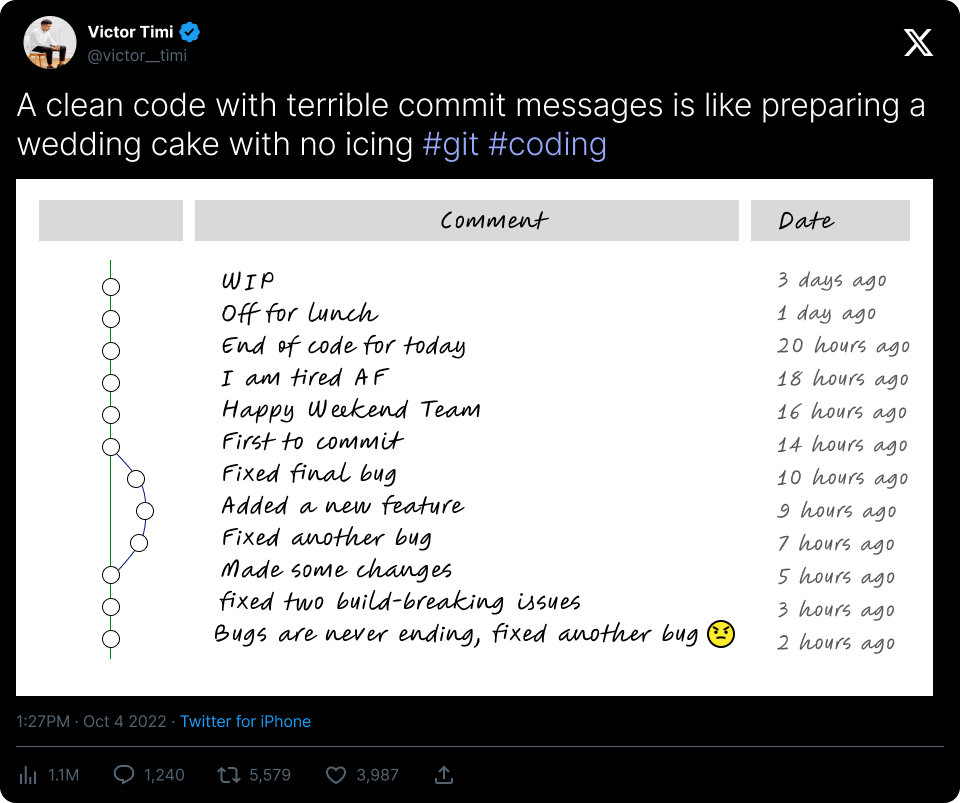 Victor Timi
@victor__timi
A clean code with terrible commit messages is like preparing a
wedding cake with no icing #git #coding
Comment Date
WIP 3 days ago
Off for lunch 1 day ago
End of code for today 20 hours ago
I am tired AF 18 hours ago
Happy Weekend Team 16 hours ago
First to commit 14 hours ago
Fixed final bug 10 hours ago
Added a new feature 9 hours ago
Fixed another bug 7 hours ago
Made some changes 5 hours ago
fixed two build-breaking issues 3 hours ago
Bugs are never ending, fixed another bug 2 hours ago
1:27PM · Oct 4 2022 · Twitter for iPhone
1.1M 1,240 5,579 3,987